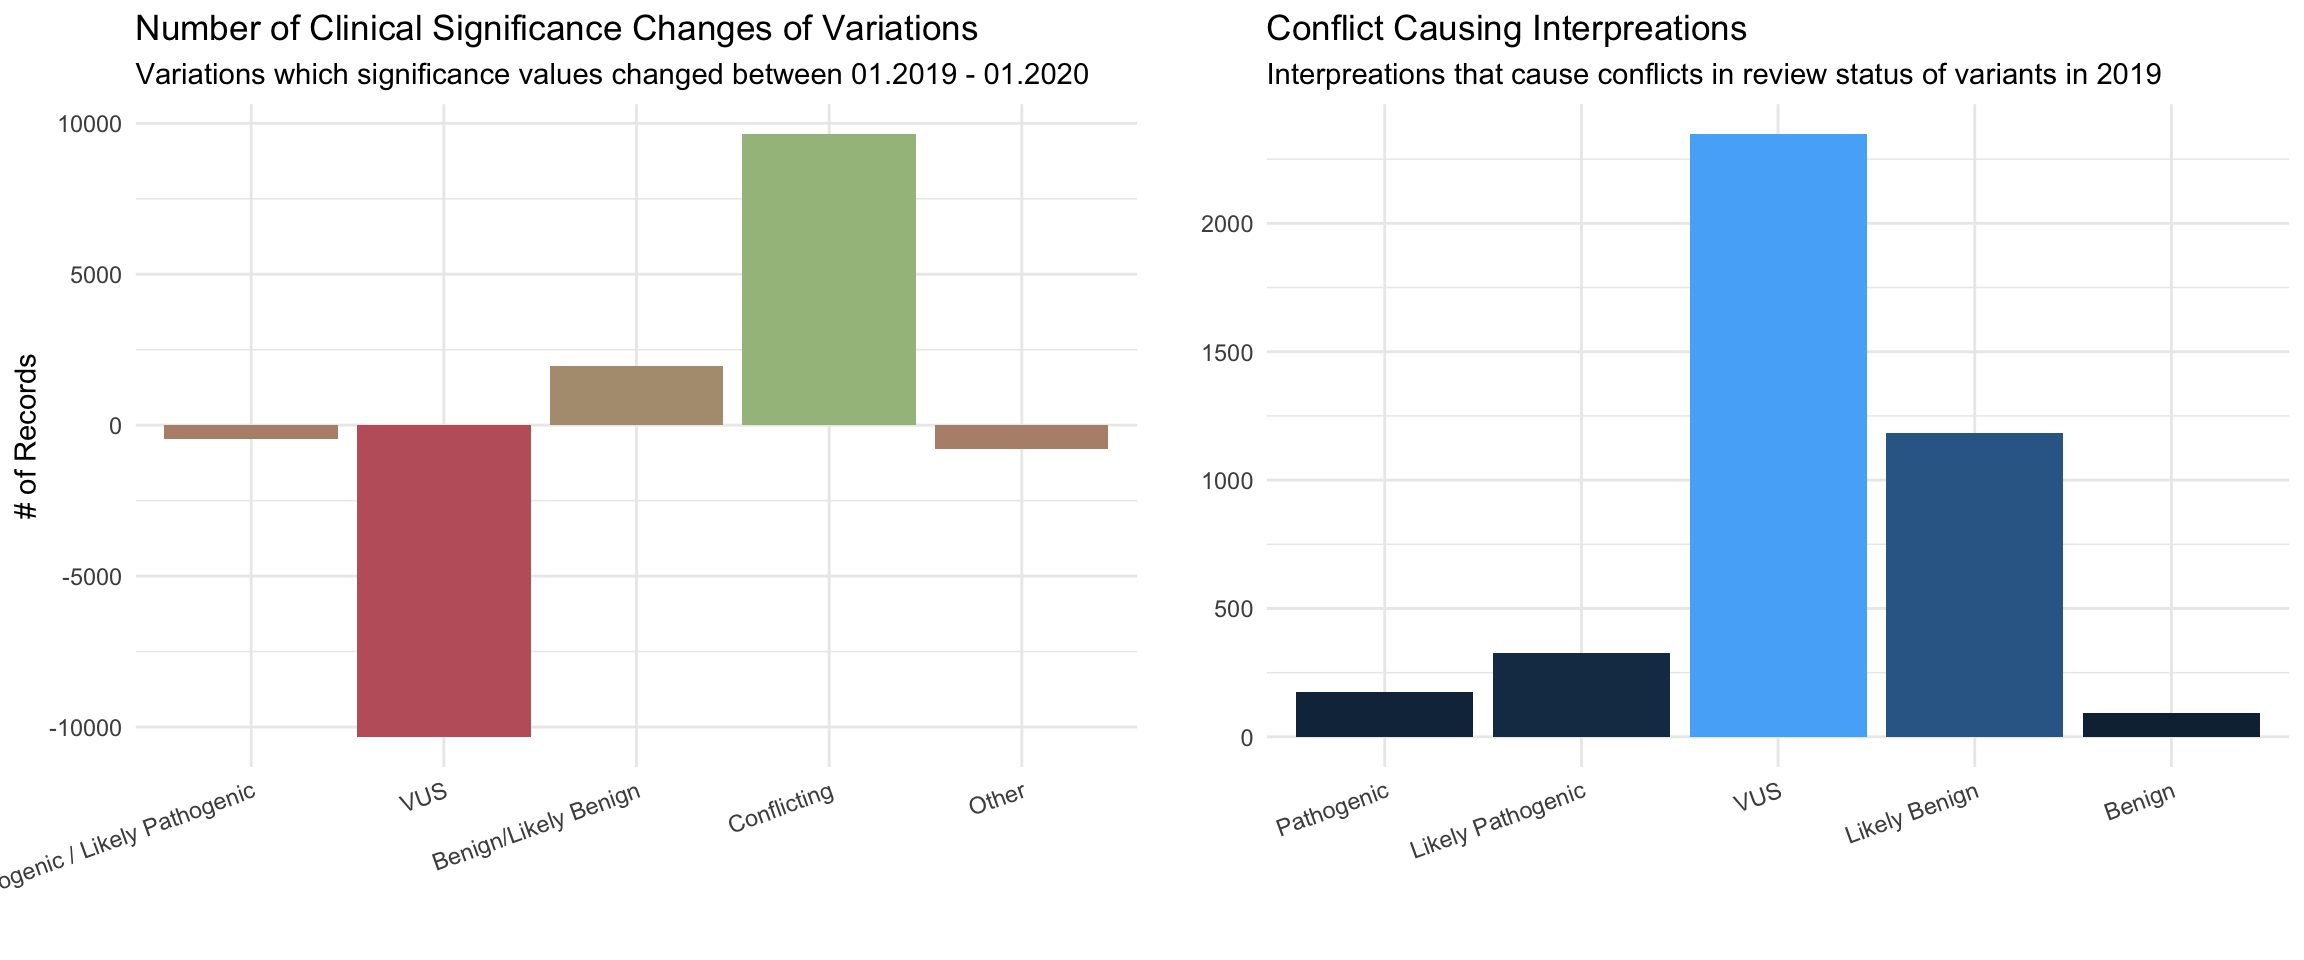 Number of Clinical Significance Changes of Variations
Variations which significance values changed between 01.2019 - 01.2020
# of Records
10000
5000
0
-5000
-10000
ogenic / Likely Pathogenic
VUS
Benign/Likely Benign
Conflicting
Other
Conflict Causing Interpreations
Interpreations that cause conflicts in review status of variants in 2019
2000
1500
1000
500
0
Pathogenic
Likely Pathogenic
VUS
Likely Benign
Benign